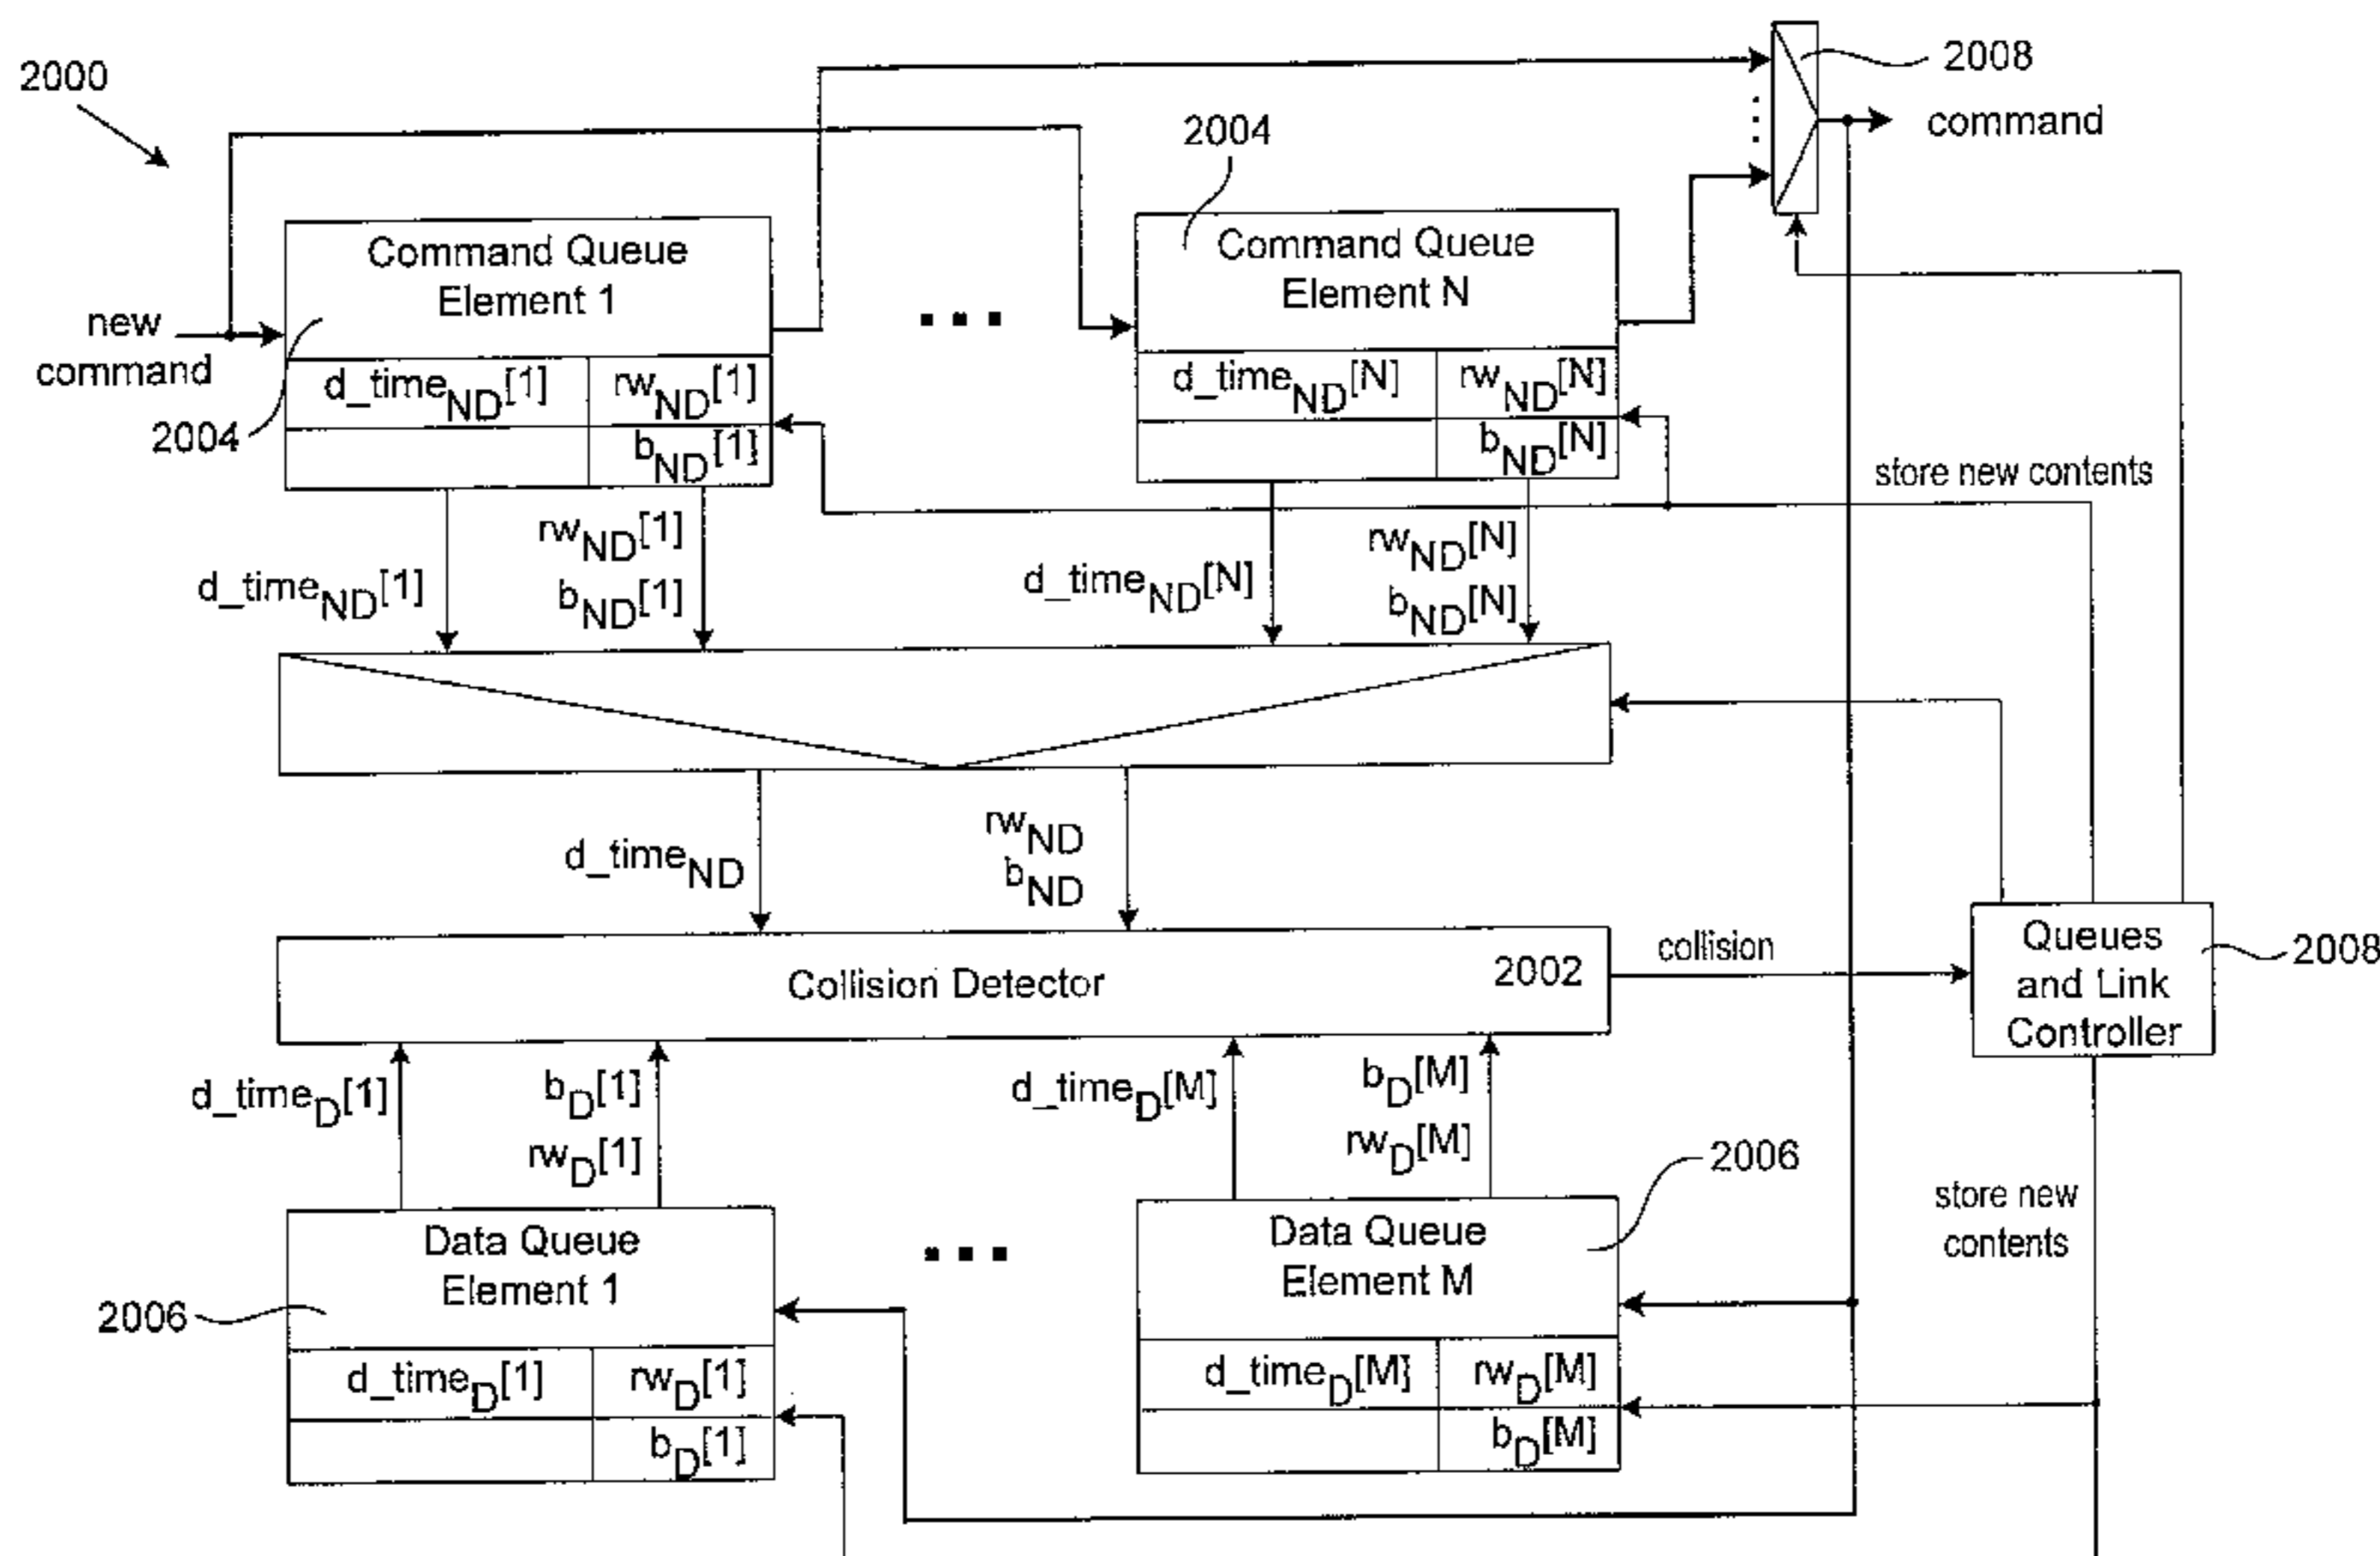 2000
2008
command
2004
Command Queue
Element 1
Command Queue
Element N
new
command
d_timeND[1]
rwND[1]
bND[1]
2004
d_timeND[N]
rwND[N]
bND[N]
store new contents
d_timeND[1]
rwND[1]
bND[1]
d_timeND[N]
rwND[N]
bND[N]
d_timeND
rwND
bND
Collision Detector
2002
collision
Queues
and Link
Controller
2008
d_timeD[1]
bD[1]
rwD[1]
d_timeD[M]
bD[M]
rwD[M]
2006
store new
contents
Data Queue
Element 1
Data Queue
Element M
2006
d_timeD[1]
rwD[1]
bD[1]
d_timeD[M]
rwD[M]
bD[M]